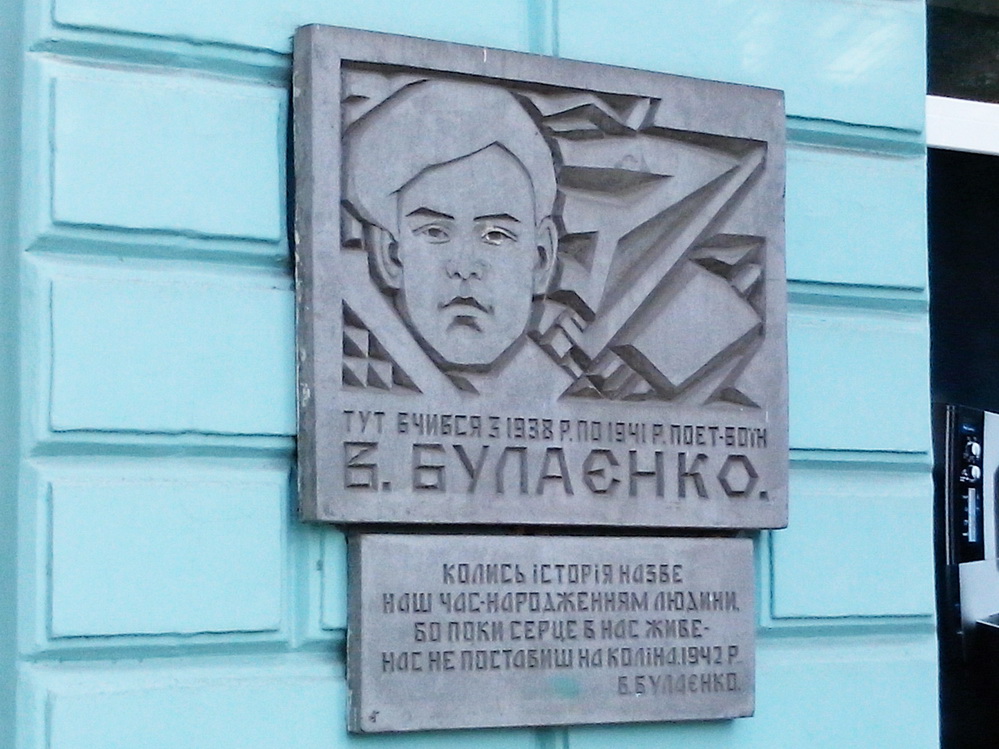 ТУТ ВЧИВСЯ З 1938 Р. ПО 1941 Р. ПОЕТ-ВОЇН
В. БУЛАЄНКО.
КОЛИСЬ ІСТОРІЯ НАЗВЕ
НАШ ЧАС-НАРОДЖЕННЯМ ЛЮДИНИ,
БО ПОКИ СЕРЦЕ В НАС ЖИВЕ-
НАС НЕ ПОСТАВИШ НА КОЛІНА.1942 Р.
В.БУЛАЄНКО.